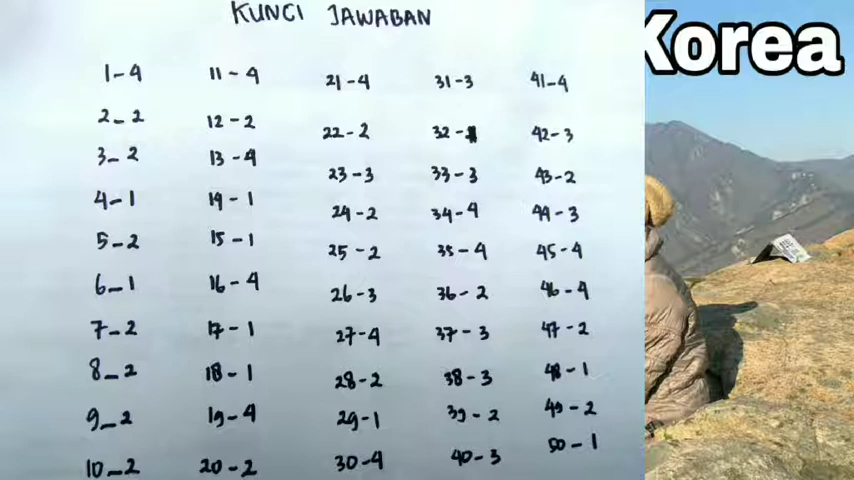 KUNCI JAWABAN
Korea
1-4 11-4 21-4 31-3 41-4
2-2 12-2 22-2 32- 42-3
3-2 13-4 23-3 33-3 43-2
4-1 14-1 24-2 34-4 44-3
5-2 15-1 25-2 35-4 45-4
6-1 16-4 26-3 36-2 46-4
7-2 17-1 27-4 37-3 47-2
8-2 18-1 28-2 38-3 48-1
9-2 19-4 29-1 39-2 49-2
10-2 20-2 30-4 40-3 50-1